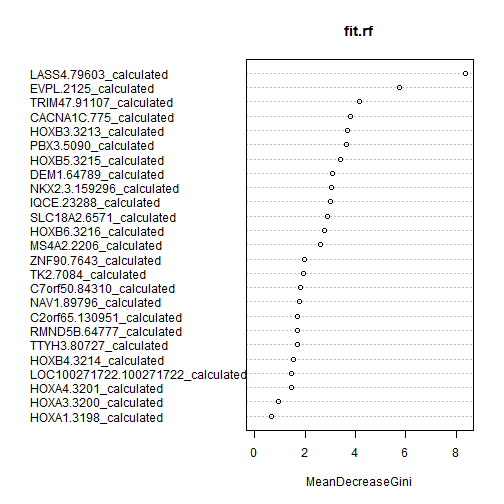 fit.rf
LASS4.79603_calculated
EVPL.2125_calculated
TRIM47.91107_calculated
CACNA1C.775_calculated
HOXB3.3213_calculated
PBX3.5090_calculated
HOXB5.3215_calculated
DEM1.64789_calculated
NKX2.3.159296_calculated
IQCE.23288_calculated
SLC18A2.6571_calculated
HOXB6.3216_calculated
MS4A2.2206_calculated
ZNF90.7643_calculated
TK2.7084_calculated
C7orf50.84310_calculated
NAV1.89796_calculated
C2orf65.130951_calculated
RMND5B.64777_calculated
TTYH3.80727_calculated
HOXB4.3214_calculated
LOC100271722.100271722_calculated
HOXA4.3201_calculated
HOXA3.3200_calculated
HOXA1.3198_calculated
0 2 4 6 8
MeanDecreaseGini